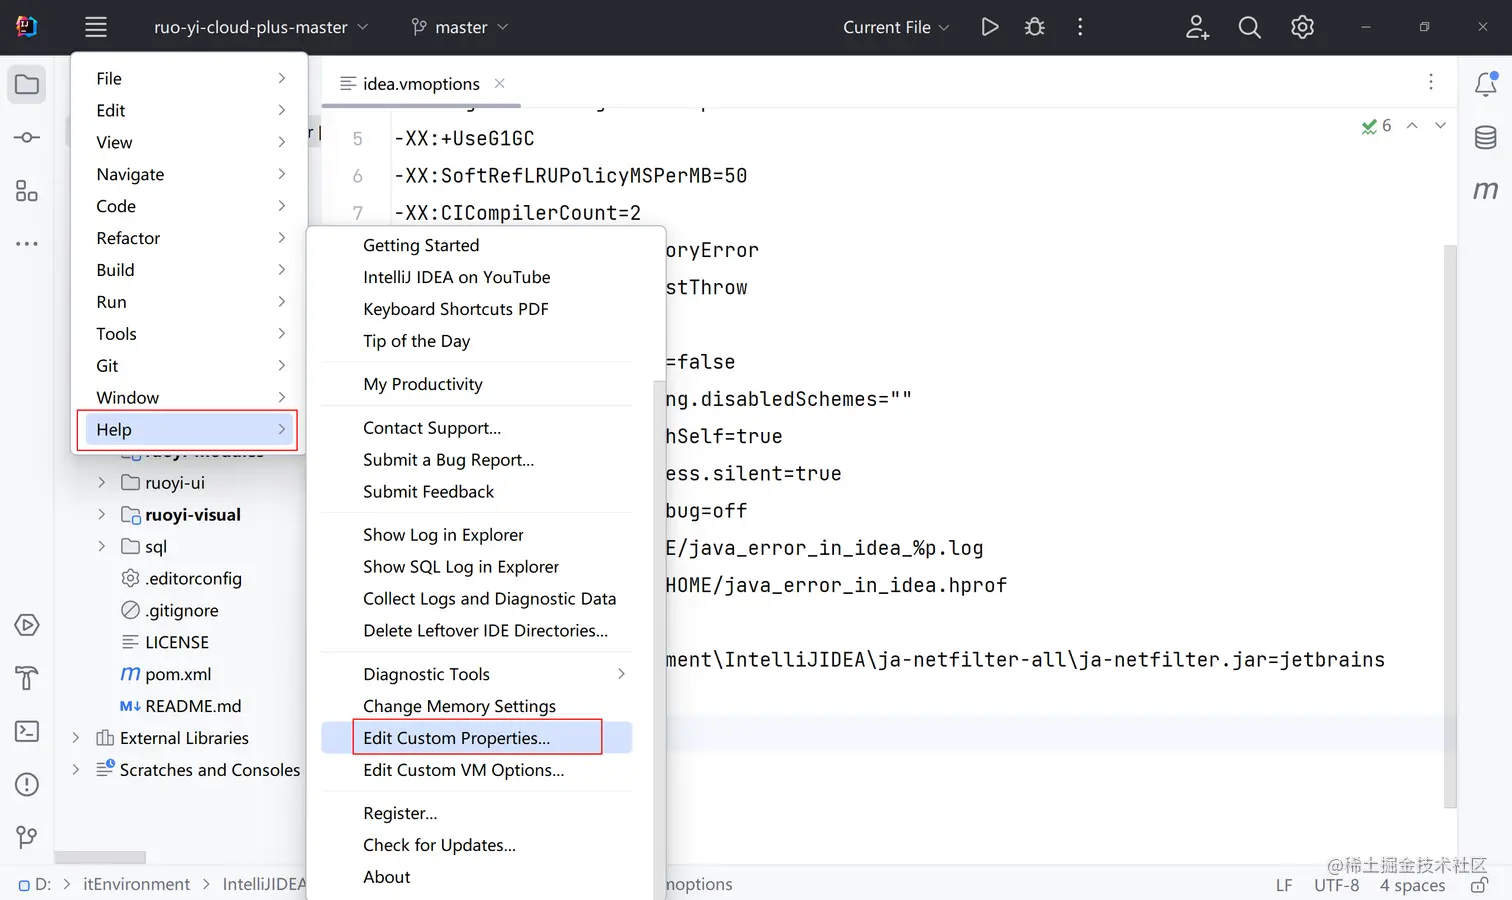 ruo-yi-cloud-plus-master
master
Current File
File
Edit
View
Navigate
Code
Refactor
Build
Run
Tools
Git
Window
Help
idea.vmoptions
5 -XX:+UseG1GC
6 -XX:SoftRefLRUPolicyMSPerMB=50
7 -XX:CICompilerCount=2
oryError
stThrow
=false
ng.disabledSchemes=""
hSelf=true
ess.silent=true
bug=off
E/java_error_in_idea_%p.log
HOME/java_error_in_idea.hprof
ment\IntelliJIDEA\ja-netfilter-all\ja-netfilter.jar=jetbrains
6
Getting Started
IntelliJ IDEA on YouTube
Keyboard Shortcuts PDF
Tip of the Day
My Productivity
Contact Support...
Submit a Bug Report...
Submit Feedback
Show Log in Explorer
Show SQL Log in Explorer
Collect Logs and Diagnostic Data
Delete Leftover IDE Directories...
Diagnostic Tools
Change Memory Settings
Edit Custom Properties...
Edit Custom VM Options...
Register...
Check for Updates...
About
ruoyi-ui
ruoyi-visual
sql
.editorconfig
.gitignore
LICENSE
m pom.xml
M↓ README.md
External Libraries
Scratches and Consoles
m
@稀土掘金技术社区
D: > itEnvironment > IntelliJIDEA
moptions
LF UTF-8 4 spaces